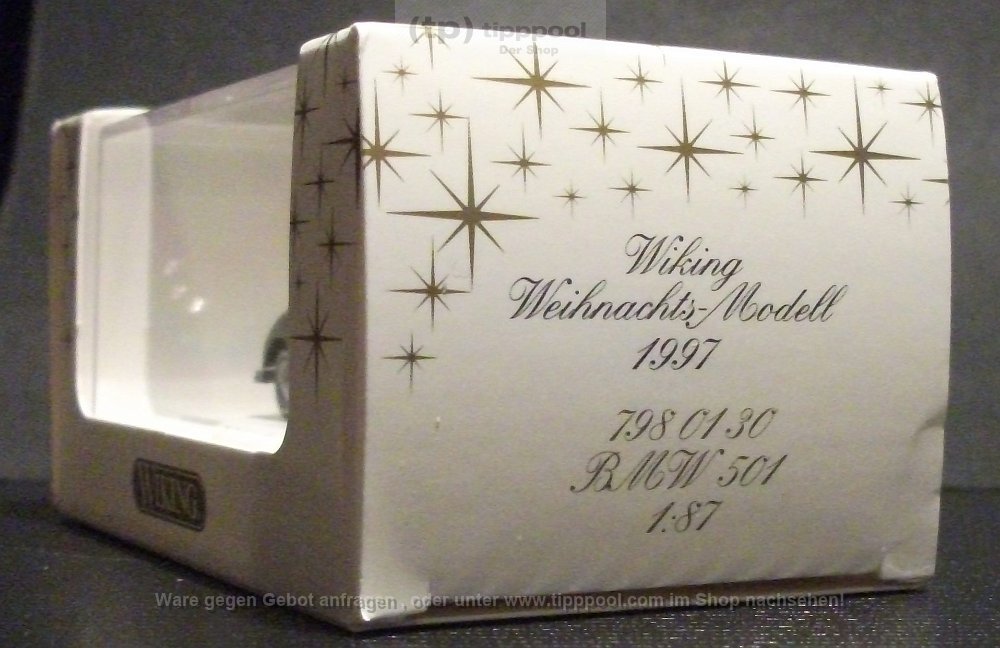 (tp) tipppool
Der Shop
Wiking
Weihnachts-Modell
1997
798 01 30
BMW 501
1:87
WIKING
Ware gegen Gebot anfragen , oder unter www.tipppool.com im Shop nachsehen!